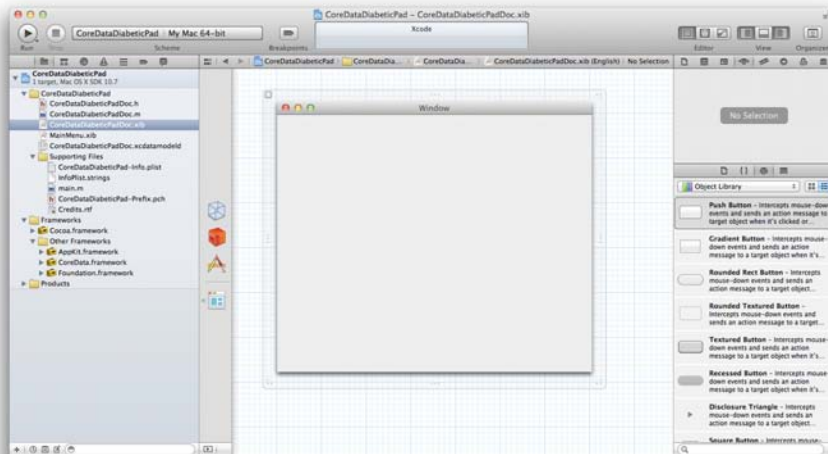 CoreDataDiabeticPad – CoreDataDiabeticPadDoc.xib
CoreDataDiabeticPad My Mac 64-bit
Xcode
Run Stop Scheme Breakpoints Editor View Organizer
CoreDataDiabeticPad CoreDataDia... CoreDataDia... CoreDataDiabeticPadDoc.xib (English) No Selection
CoreDataDiabeticPad
1 target, Mac OS X SDK 10.7
CoreDataDiabeticPad
CoreDataDiabeticPadDoc.h
CoreDataDiabeticPadDoc.m
CoreDataDiabeticPadDoc.xib
MainMenu.xib
CoreDataDiabeticPadDoc.xcdatamodeld
Supporting Files
CoreDataDiabeticPad-Info.plist
InfoPlist.strings
main.m
CoreDataDiabeticPad-Prefix.pch
Credits.rtf
Frameworks
Cocoa.framework
Other Frameworks
AppKit.framework
CoreData.framework
Foundation.framework
Products
Window
No Selection
Object Library
Push Button – Intercepts mouse-down
events and sends an action message to
target object when it's clicked or...
Gradient Button – Intercepts mouse-
down events and sends an action
message to a target object when it's...
Rounded Rect Button – Intercepts
mouse-down events and sends an
action message to a target object...
Rounded Textured Button –
Intercepts mouse-down events and
sends an action message to a target...
Textured Button – Intercepts mouse-
down events and sends an action
message to a target object when it's...
Recessed Button – Intercepts mouse-
down events and sends an action
message to a target object when it's...
Disclosure Triangle – Intercepts
mouse-down events and sends an
action message to a target object...
Square Button – Intercepts mouse-